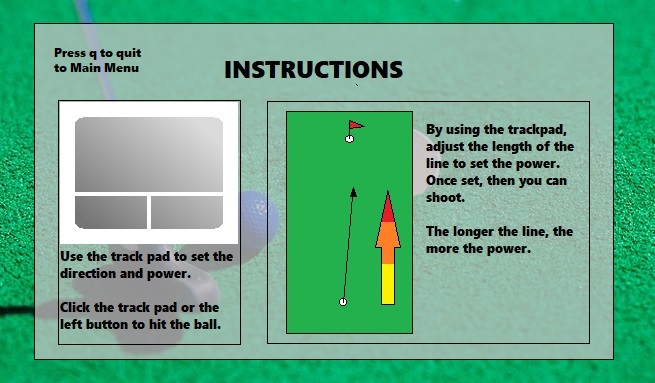 Press q to quit
to Main Menu
INSTRUCTIONS
Use the track pad to set the
direction and power.
Click the track pad or the
left button to hit the ball.
By using the trackpad,
adjust the length of the
line to set the power.
Once set, then you can
shoot.
The longer the line, the
more the power.